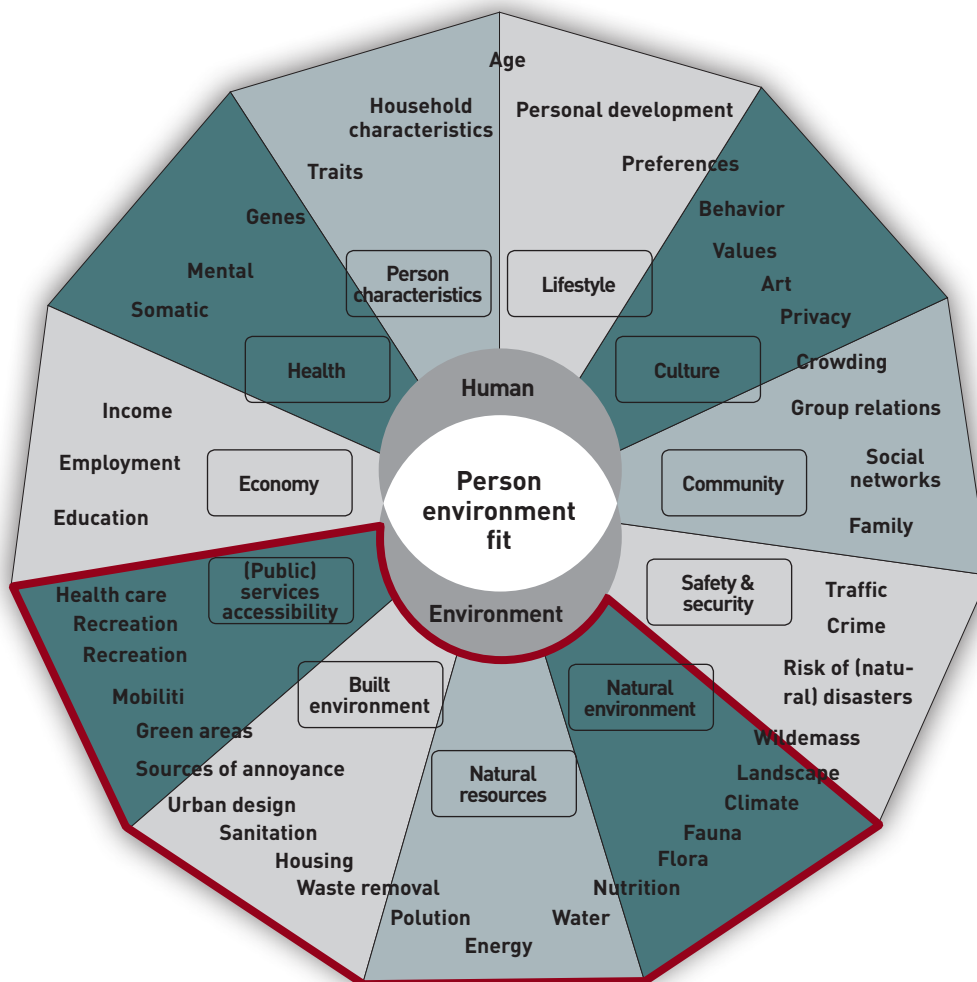 Age
Personal development
Household
characteristics
Preferences
Traits
Behavior
Genes
Values
Mental
Art
Somatic
Privacy
Person
characteristics
Lifestyle
Health
Culture
Crowding
Human
Income
Group relations
Employment
Economy
Community
Social
networks
Education
Family
Person
environment
fit
(Public)
services
accessibility
Safety &
security
Traffic
Health care
Environment
Crime
Recreation
Recreation
Risk of (natu-
ral) disasters
Mobiliti
Built
environment
Natural
environment
Green areas
Wildemass
Sources of annoyance
Natural
resources
Landscape
Urban design
Climate
Sanitation
Fauna
Housing
Flora
Waste removal
Nutrition
Polution
Water
Energy